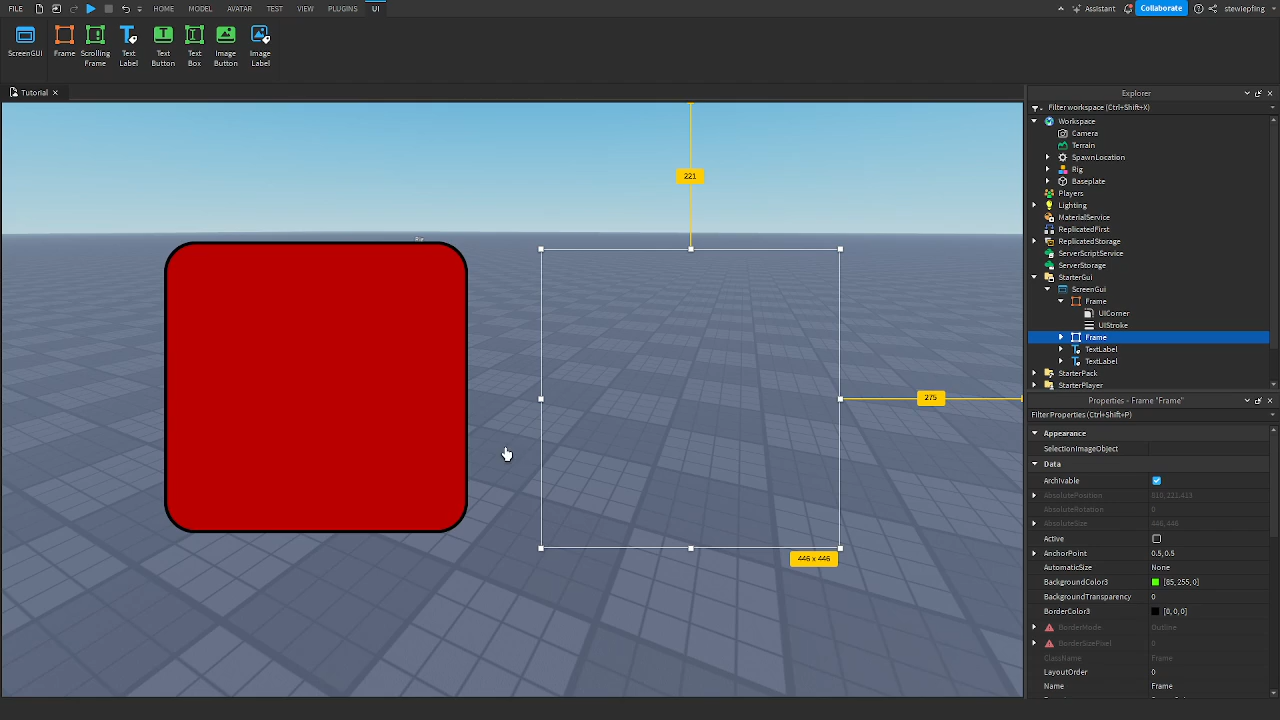 FILE
HOME MODEL AVATAR TEST VIEW PLUGINS UI
Assistant
Collaborate
stewiepfing
ScreenGUI
Frame
Scrolling Frame
Text Label
Text Button
Text Box
Image Button
Image Label
Tutorial
221
275
446 x 446
Explorer
Filter workspace (Ctrl+Shift+X)
Workspace
Camera
Terrain
SpawnLocation
Rig
Baseplate
Players
Lighting
MaterialService
ReplicatedFirst
ReplicatedStorage
ServerScriptService
ServerStorage
StarterGui
ScreenGui
Frame
UICorner
UIStroke
Frame
TextLabel
TextLabel
StarterPack
StarterPlayer
Properties - Frame "Frame"
Filter Properties (Ctrl+Shift+P)
Appearance
SelectionImageObject
Data
Archivable
AbsolutePosition 810, 221.413
AbsoluteRotation 0
AbsoluteSize 446, 446
Active
AnchorPoint 0.5,0.5
AutomaticSize None
BackgroundColor3 [85, 255, 0]
BackgroundTransparency 0
BorderColor3 [0,0,0]
BorderMode Outline
BorderSizePixel 0
ClassName Frame
LayoutOrder 0
Name Frame